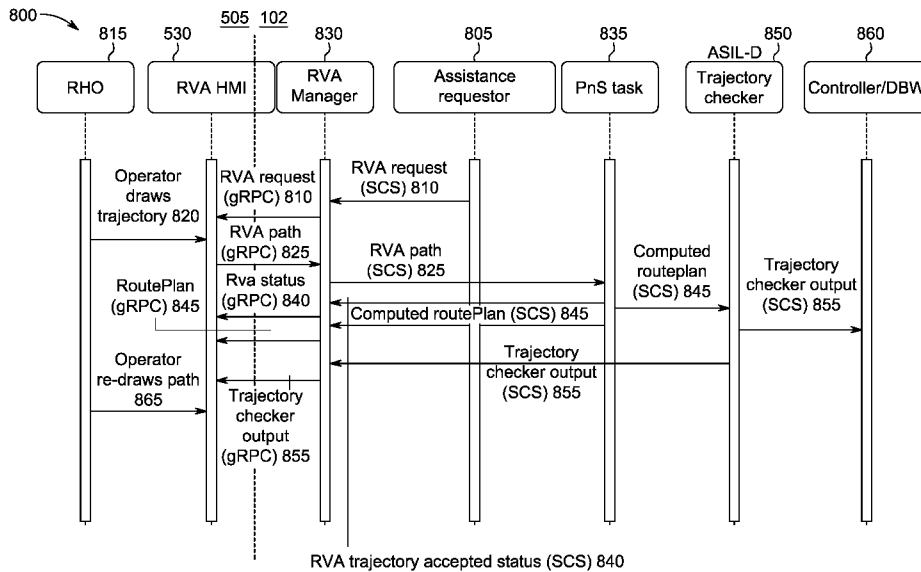 800
505 102
815
530
830
805
835
850
860
ASIL-D
RHO
RVA HMI
RVA
Manager
Assistance
requestor
PnS task
Trajectory
checker
Controller/DBW
Operator
draws
trajectory 820
RVA request
(gRPC) 810
RVA request
(SCS) 810
RVA path
(gRPC) 825
RVA path
(SCS) 825
Computed
routeplan
(SCS) 845
Trajectory
checker output
(SCS) 855
RoutePlan
(gRPC) 845
Rva status
(gRPC) 840
Computed routePlan (SCS) 845
Operator
re-draws path
865
Trajectory
checker output
(SCS) 855
Trajectory
checker
output
(gRPC) 855
RVA trajectory accepted status (SCS) 840